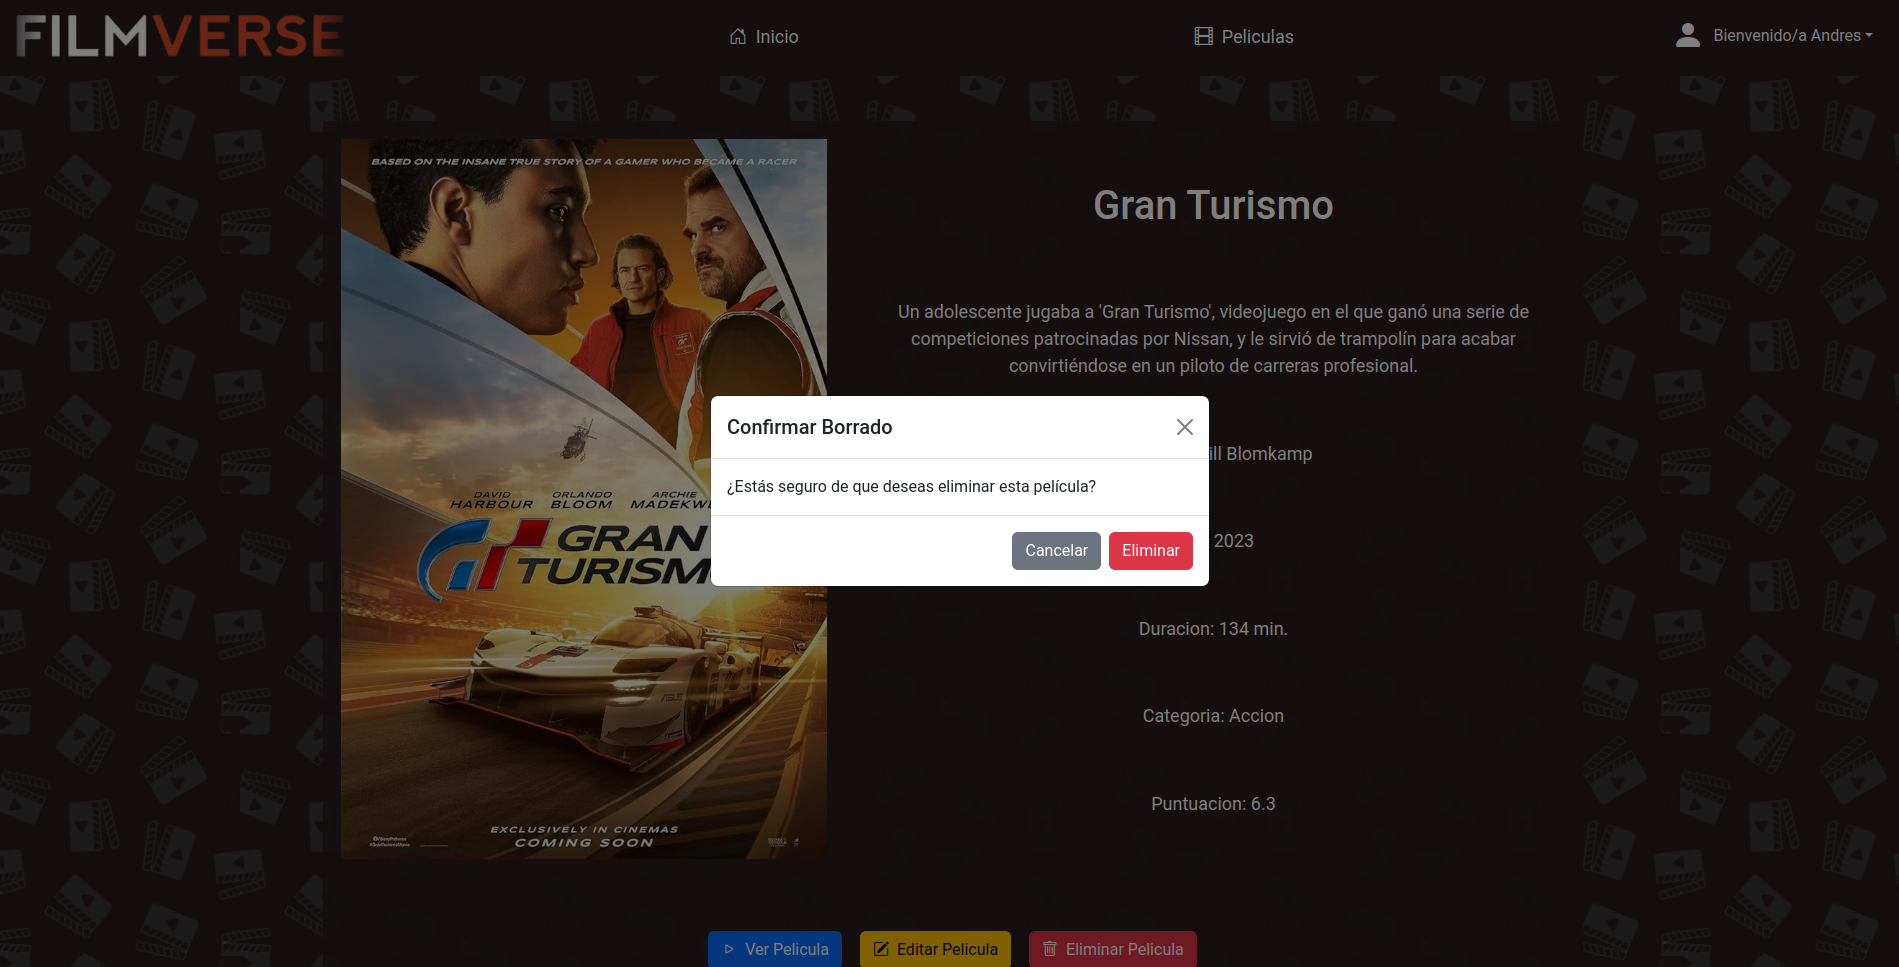 FILMVERSE
Inicio
Peliculas
Bienvenido/a Andres
BASED ON THE INSANE TRUE STORY OF A GAMER WHO BECAME A RACER
DAVID HARBOUR
ORLANDO BLOOM
ARCHIE MADEKWE
GRAN
TURISMO
EXCLUSIVELY IN CINEMAS
COMING SOON
Gran Turismo
Un adolescente jugaba a 'Gran Turismo', videojuego en el que ganó una serie de
competiciones patrocinadas por Nissan, y le sirvió de trampolín para acabar
convirtiéndose en un piloto de carreras profesional.
ill Blomkamp
2023
Duracion: 134 min.
Categoria: Accion
Puntuacion: 6.3
Confirmar Borrado
¿Estás seguro de que deseas eliminar esta película?
Cancelar
Eliminar
Ver Pelicula
Editar Pelicula
Eliminar Pelicula